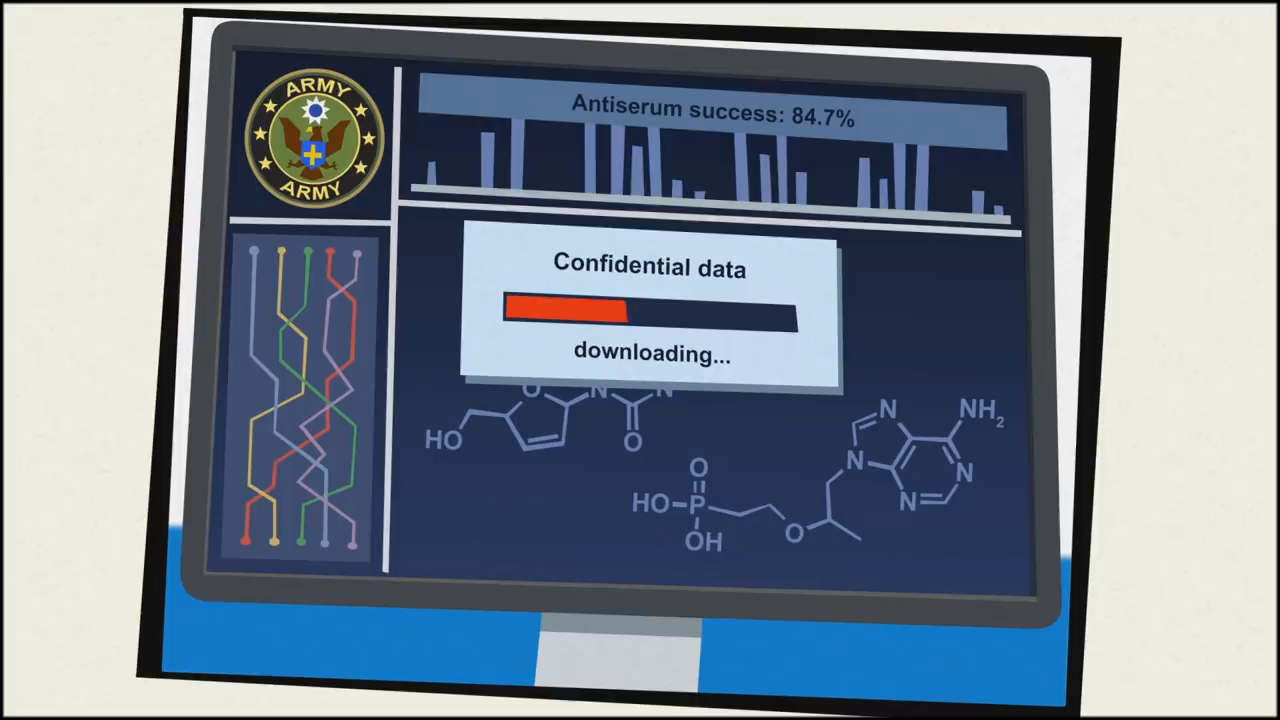 ARMY
ARMY
Antiserum success: 84.7%
Confidential data
downloading...
O
N
N
HO
O
N
NH2
N
N
N
O
HO
P
O
OH